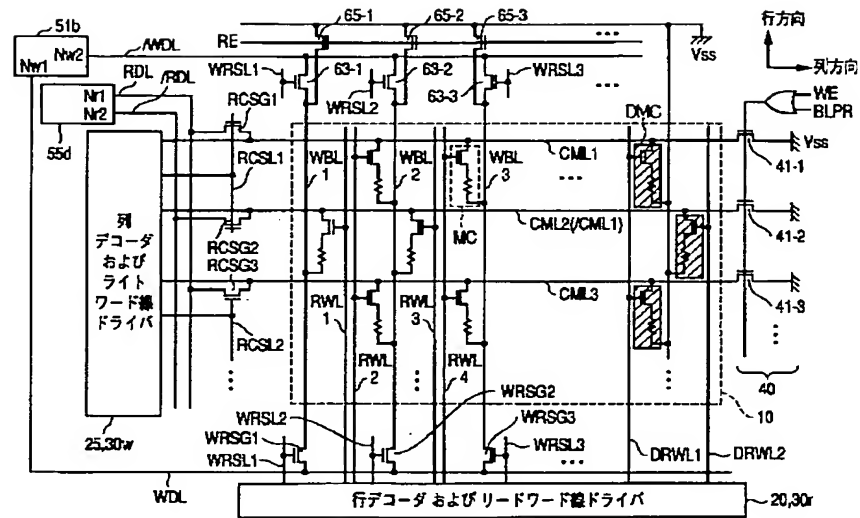 51b
Nw1
Nw2
/WDL
RE
65-1
65-2
65-3
Vss
行方向
列方向
RDL
/RDL
Nr1
Nr2
55d
WRSL1
63-1
WRSL2
63-2
63-3
WRSL3
WE
BLPR
DMC
RCSG1
RCSL1
WBL
1
WBL
2
WBL
3
CML1
Vss
41-1
MC
CML2(/CML1)
41-2
RCSG2
RCSG3
列
デコーダ
および
ライト
ワード線
ドライバ
RWL
1
RWL
3
CML3
41-3
RCSL2
RWL
2
RWL
4
40
10
25,30w
WRSL2
WRSG1
WRSL1
WRSG2
WRSG3
WRSL3
DRWL1
DRWL2
WDL
行デコーダ および リードワード線ドライバ
20,30r